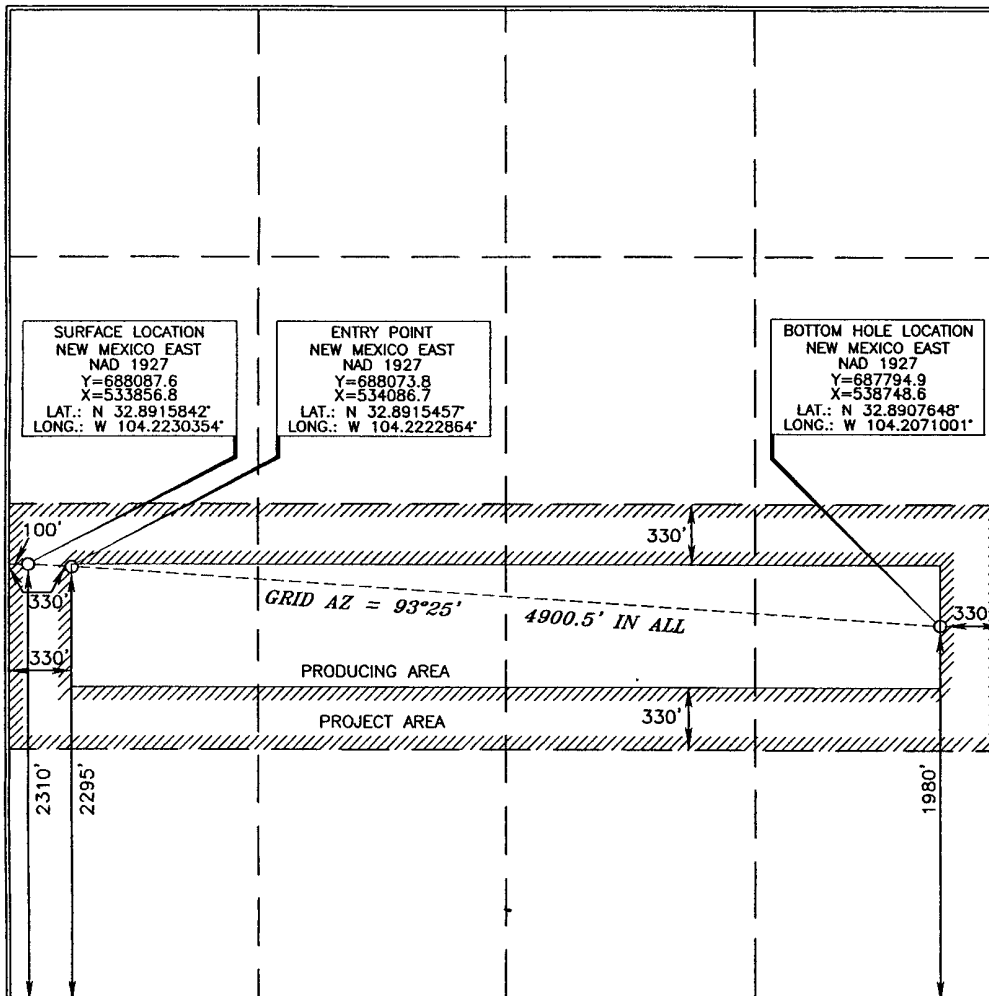 SURFACE LOCATION
NEW MEXICO EAST
NAD 1927
Y=688087.6
X=533856.8
LAT.: N 32.8915842°
LONG.: W 104.2230354°
ENTRY POINT
NEW MEXICO EAST
NAD 1927
Y=688073.8
X=534086.7
LAT.: N 32.8915457°
LONG.: W 104.2222864°
BOTTOM HOLE LOCATION
NEW MEXICO EAST
NAD 1927
Y=687794.9
X=538748.6
LAT.: N 32.8907648°
LONG.: W 104.2071001°
100'
330'
330'
GRID AZ = 93°25' 4900.5' IN ALL
330'
330'
PRODUCING AREA
PROJECT AREA
330'
2310'
2295'
1980'